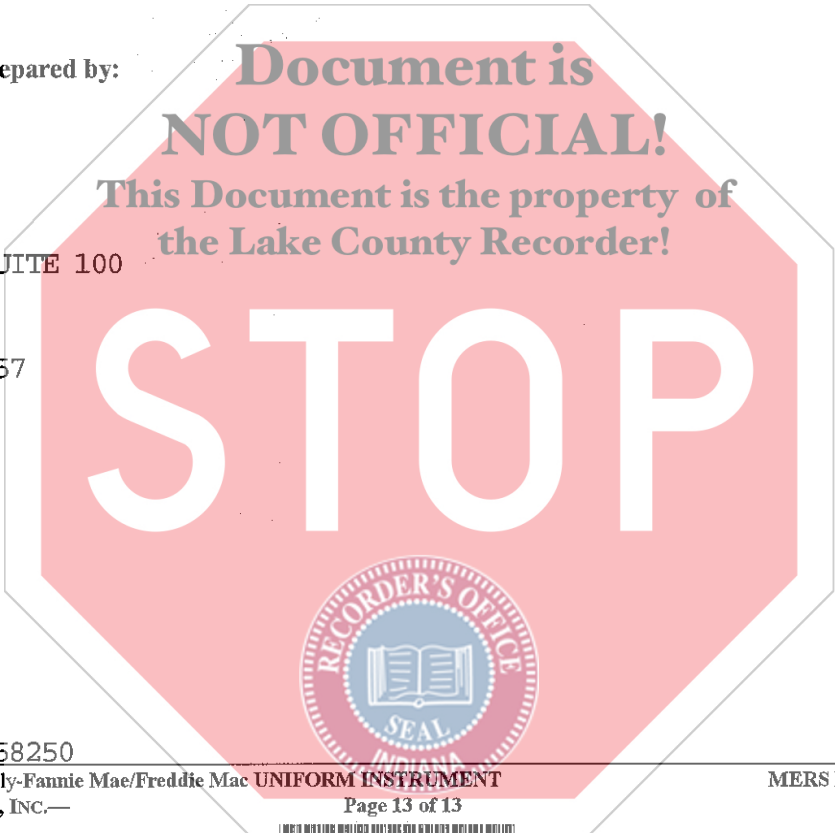 epared by:
Document is
NOT OFFICIAL!
This Document is the property of
the Lake County Recorder!
UITE 100
57
STOP
RECORDER'S OFFICE
SEAL
INDIANA
58250
ly-Fannie Mae/Freddie Mac UNIFORM INSTRUMENT MERS
, INC.— Page 13 of 13